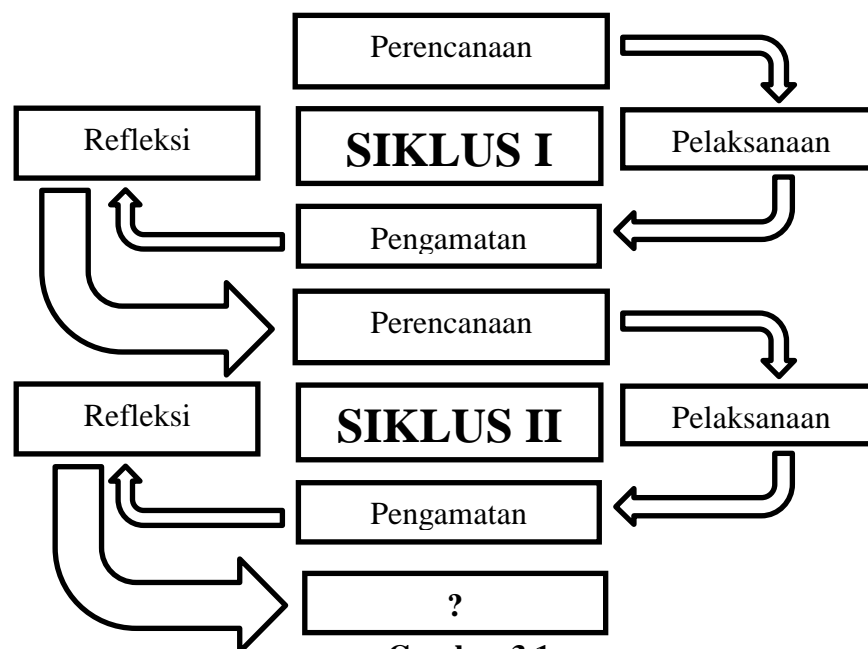 Perencanaan
Refleksi
SIKLUS I
Pelaksanaan
Pengamatan
Perencanaan
Refleksi
SIKLUS II
Pelaksanaan
Pengamatan
?